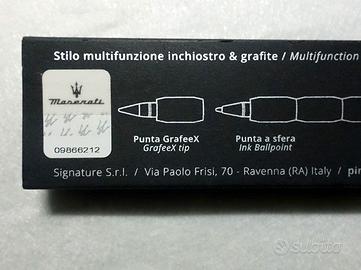 Stilo multifunzione inchiostro & grafite / Multifunction
Maserati
09866212
Punta GrafeeX
GrafeeX tip
Punta a sfera
Ink Ballpoint
Signature S.r.l. / Via Paolo Frisi, 70 - Ravenna (RA) Italy / pin
subito